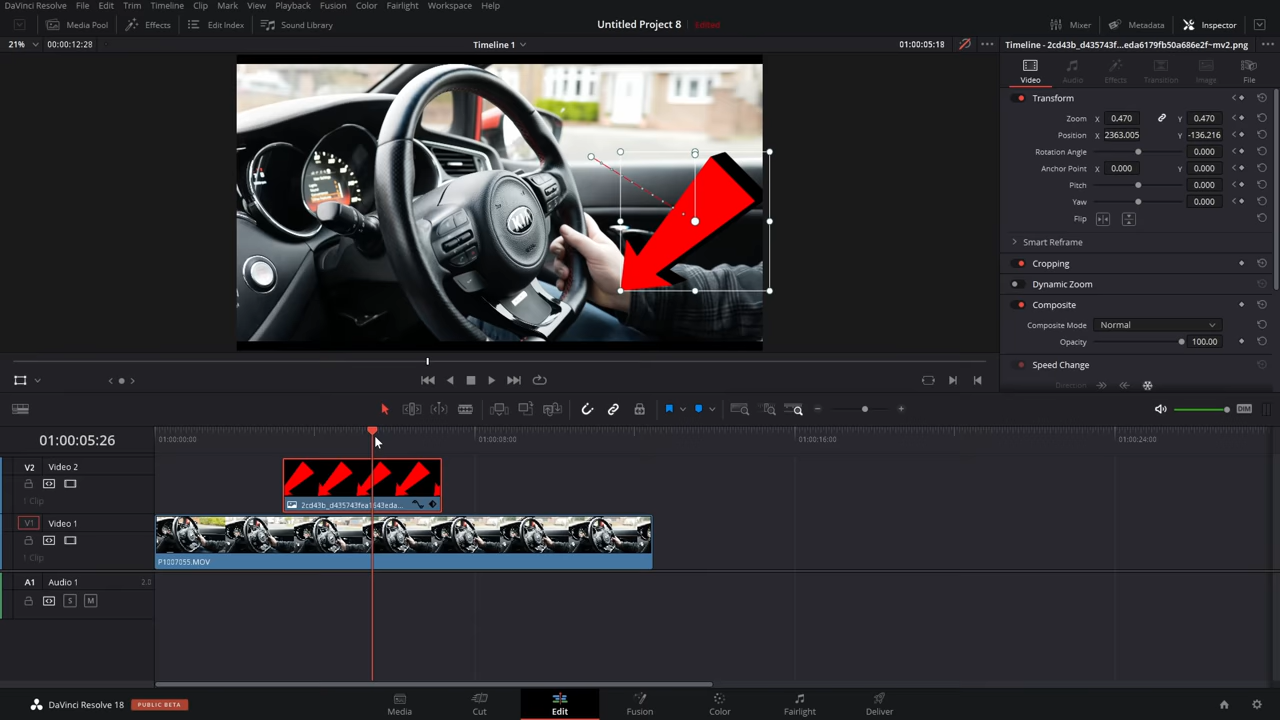 DaVinci Resolve File Edit Trim Timeline Clip Mark View Playback Fusion Color Fairlight Workspace Help
Media Pool Effects Edit Index Sound Library Untitled Project 8 Edited Mixer Metadata Inspector
21% 00:00:12:28 Timeline 1 01:00:05:18 Timeline - 2cd43b_d435743f...eda6179fb50a686e2f~mv2.png
Video Audio Effects Transition Image File
Transform
Zoom X 0.470 Y 0.470
Position X 2363.005 Y -136.216
Rotation Angle 0.000
Anchor Point X 0.000 Y 0.000
Pitch 0.000
Yaw 0.000
Flip
Smart Reframe
Cropping
Dynamic Zoom
Composite
Composite Mode Normal
Opacity 100.00
Speed Change
Direction
KIA
DIM
01:00:05:26 01:00:00:00 01:00:08:00 01:00:16:00 01:00:24:00
V2 Video 2
1 Clip
2cd43b_d435743fea1643eda...
V1 Video 1
1 Clip
P1007055.MOV
A1 Audio 1 2.0
S M
DaVinci Resolve 18 PUBLIC BETA Media Cut Edit Fusion Color Fairlight Deliver